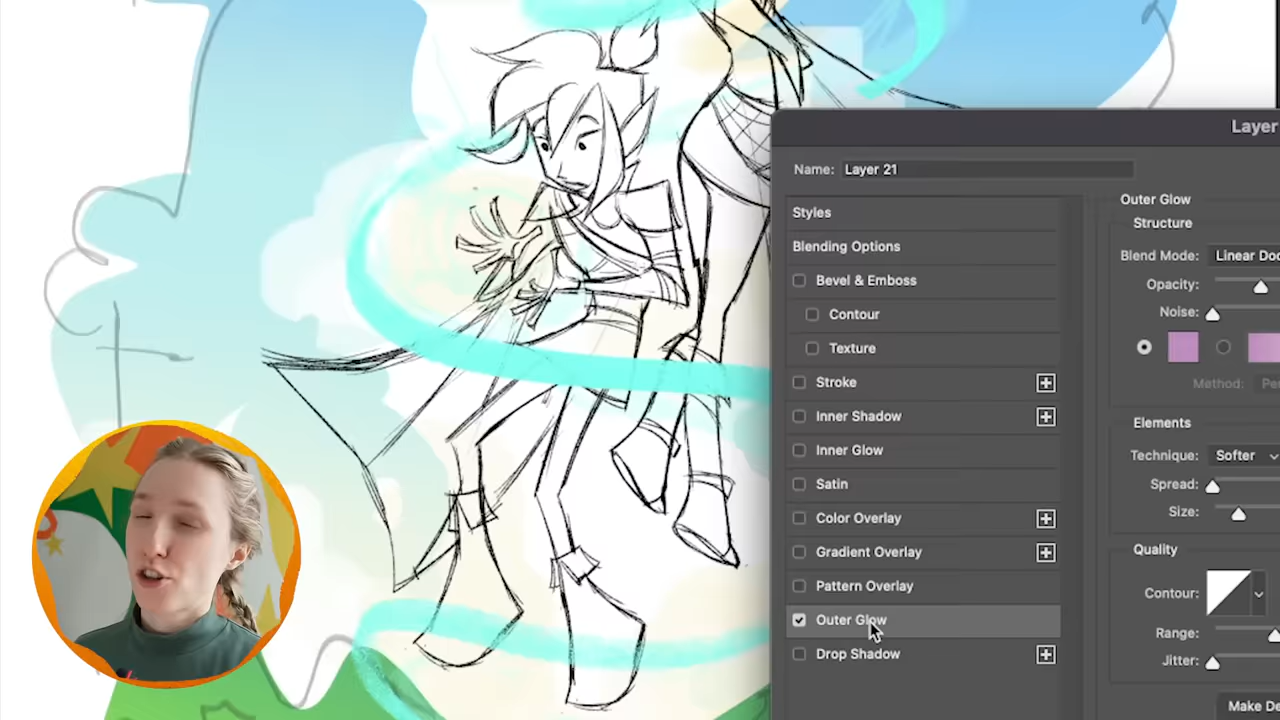 Layer
Name: Layer 21
Styles
Blending Options
Bevel & Emboss
Contour
Texture
Stroke
Inner Shadow
Inner Glow
Satin
Color Overlay
Gradient Overlay
Pattern Overlay
Outer Glow
Drop Shadow
Outer Glow
Structure
Blend Mode: Linear Dod
Opacity:
Noise:
Method:
Elements
Technique: Softer
Spread:
Size:
Quality
Contour:
Range:
Jitter:
Make De